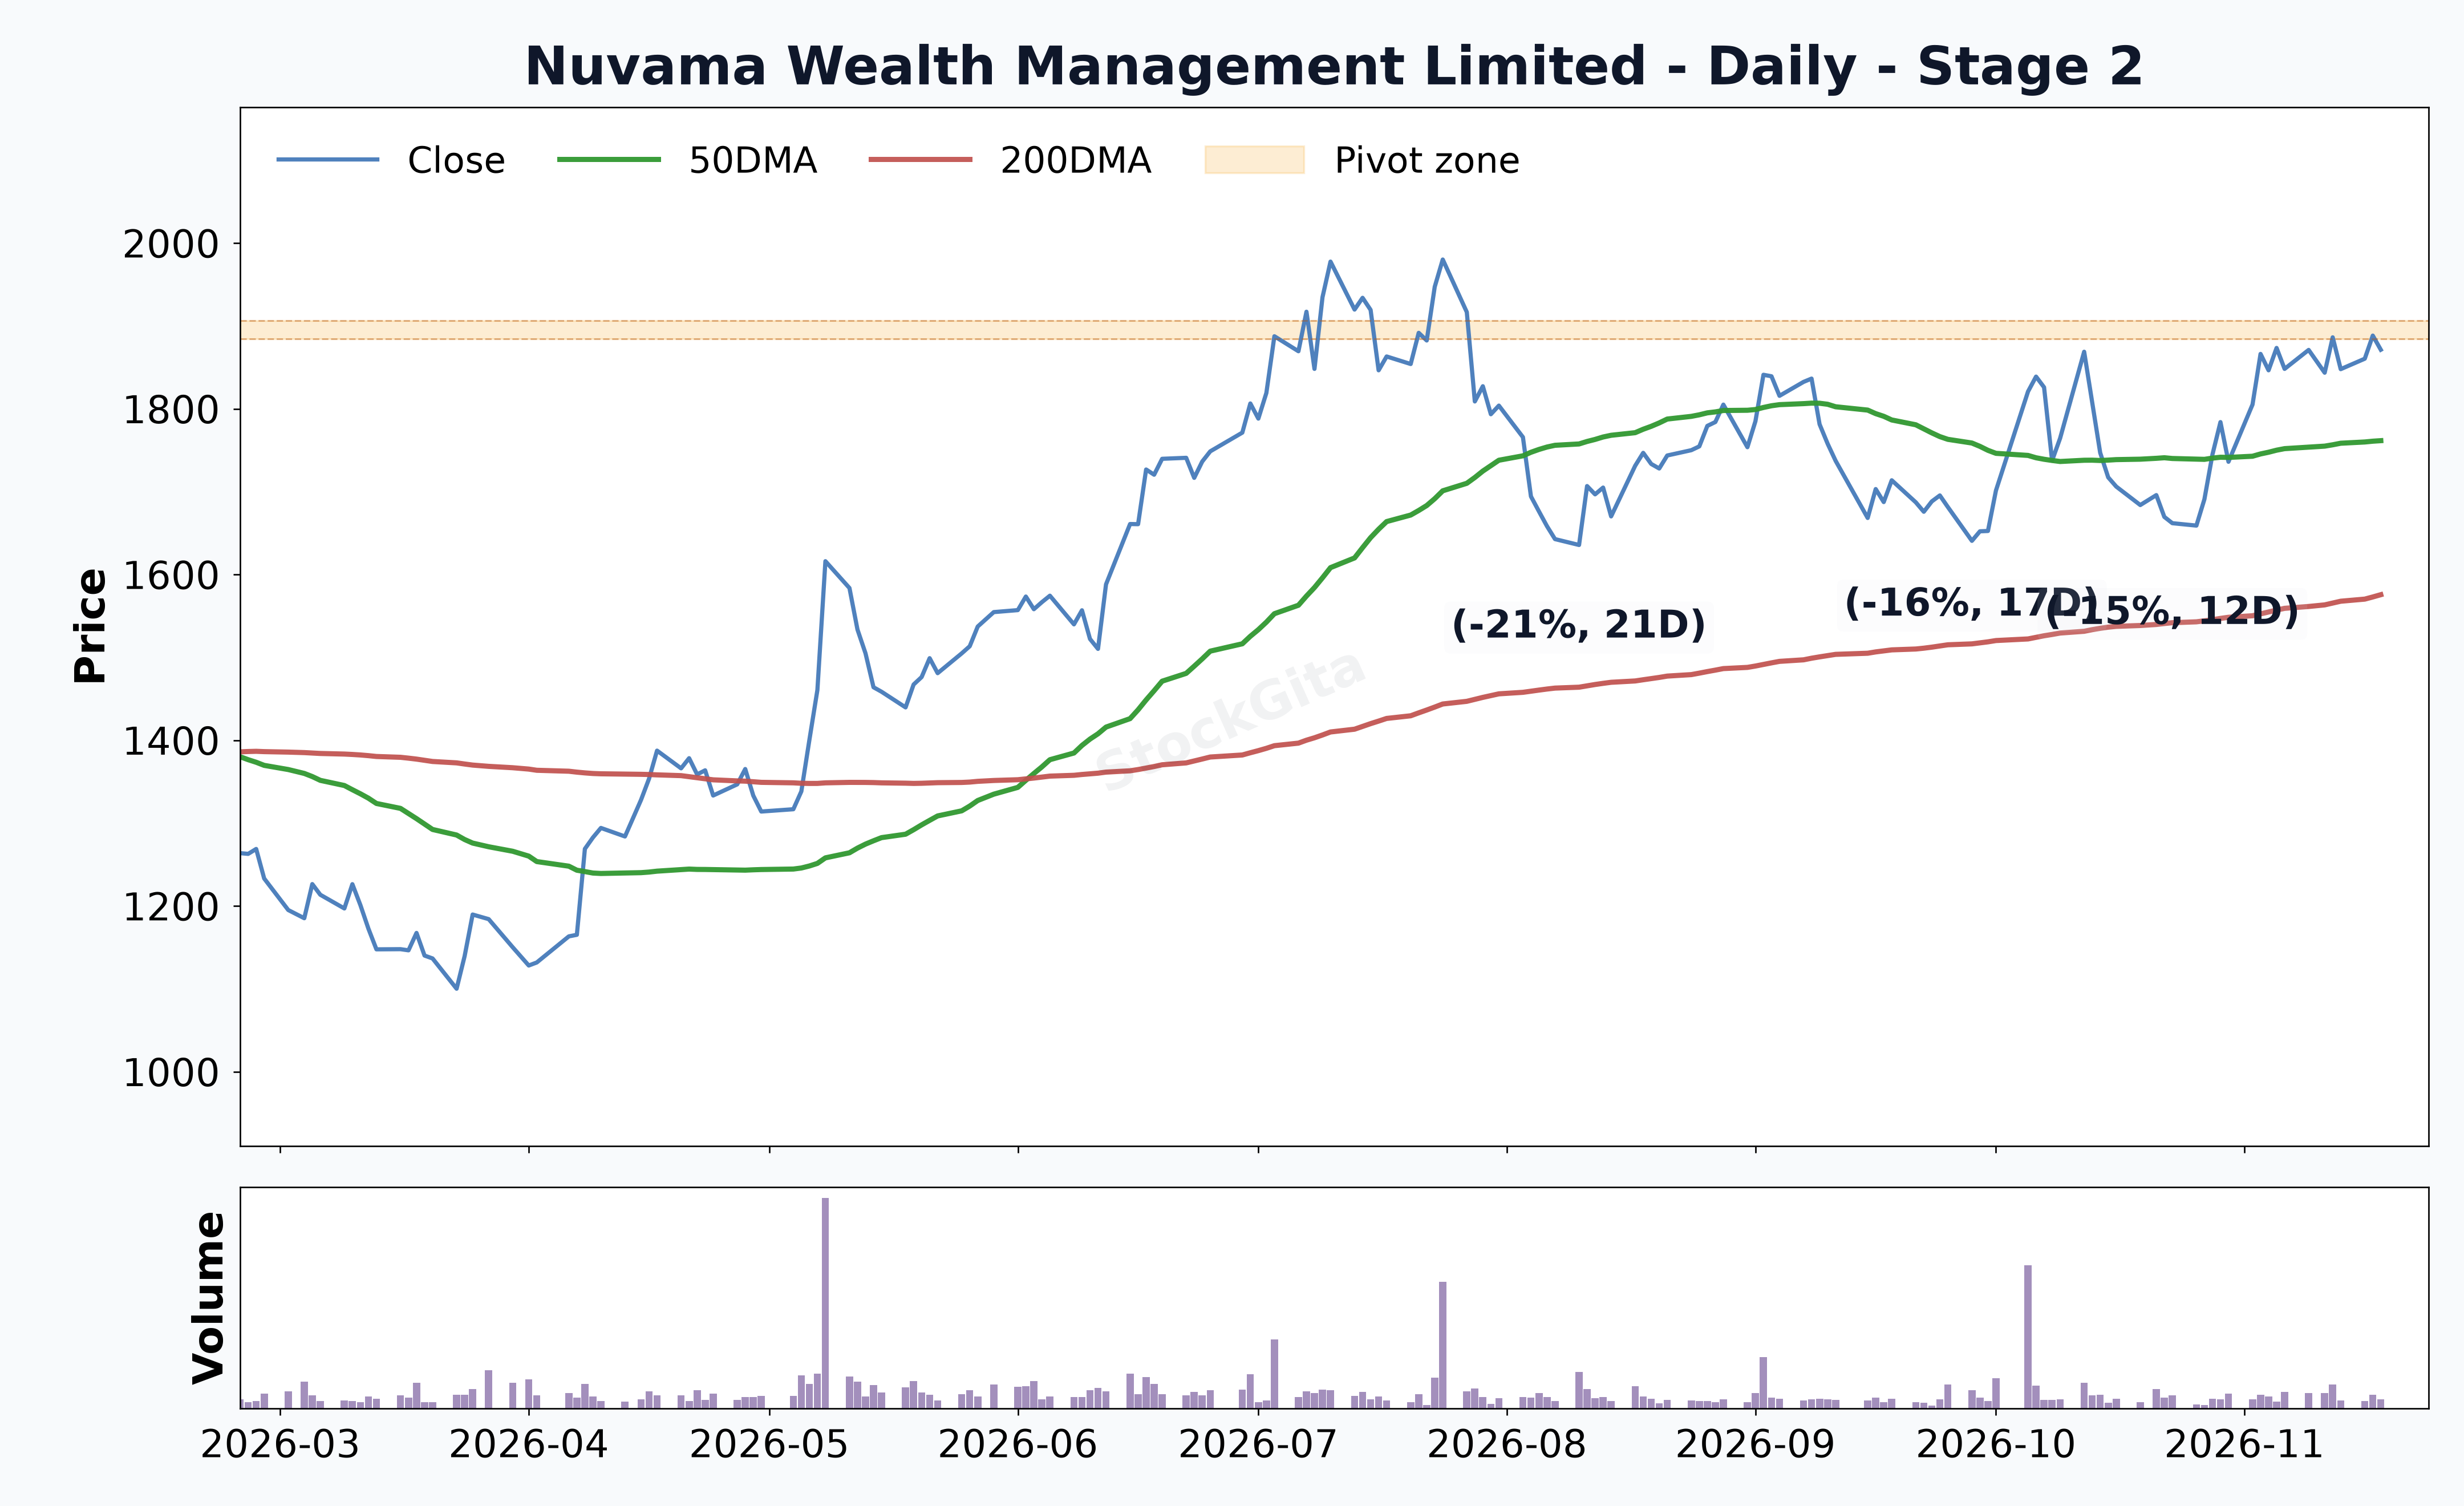 Nuvama Wealth Management Limited - Daily - Stage 2
Close 50DMA 200DMA Pivot zone
2000
1800
1600
1400
1200
1000
Price
(-21%, 21D)
(-16%, 17D)
(-15%, 12D)
StockGita
Volume
2026-03 2026-04 2026-05 2026-06 2026-07 2026-08 2026-09 2026-10 2026-11